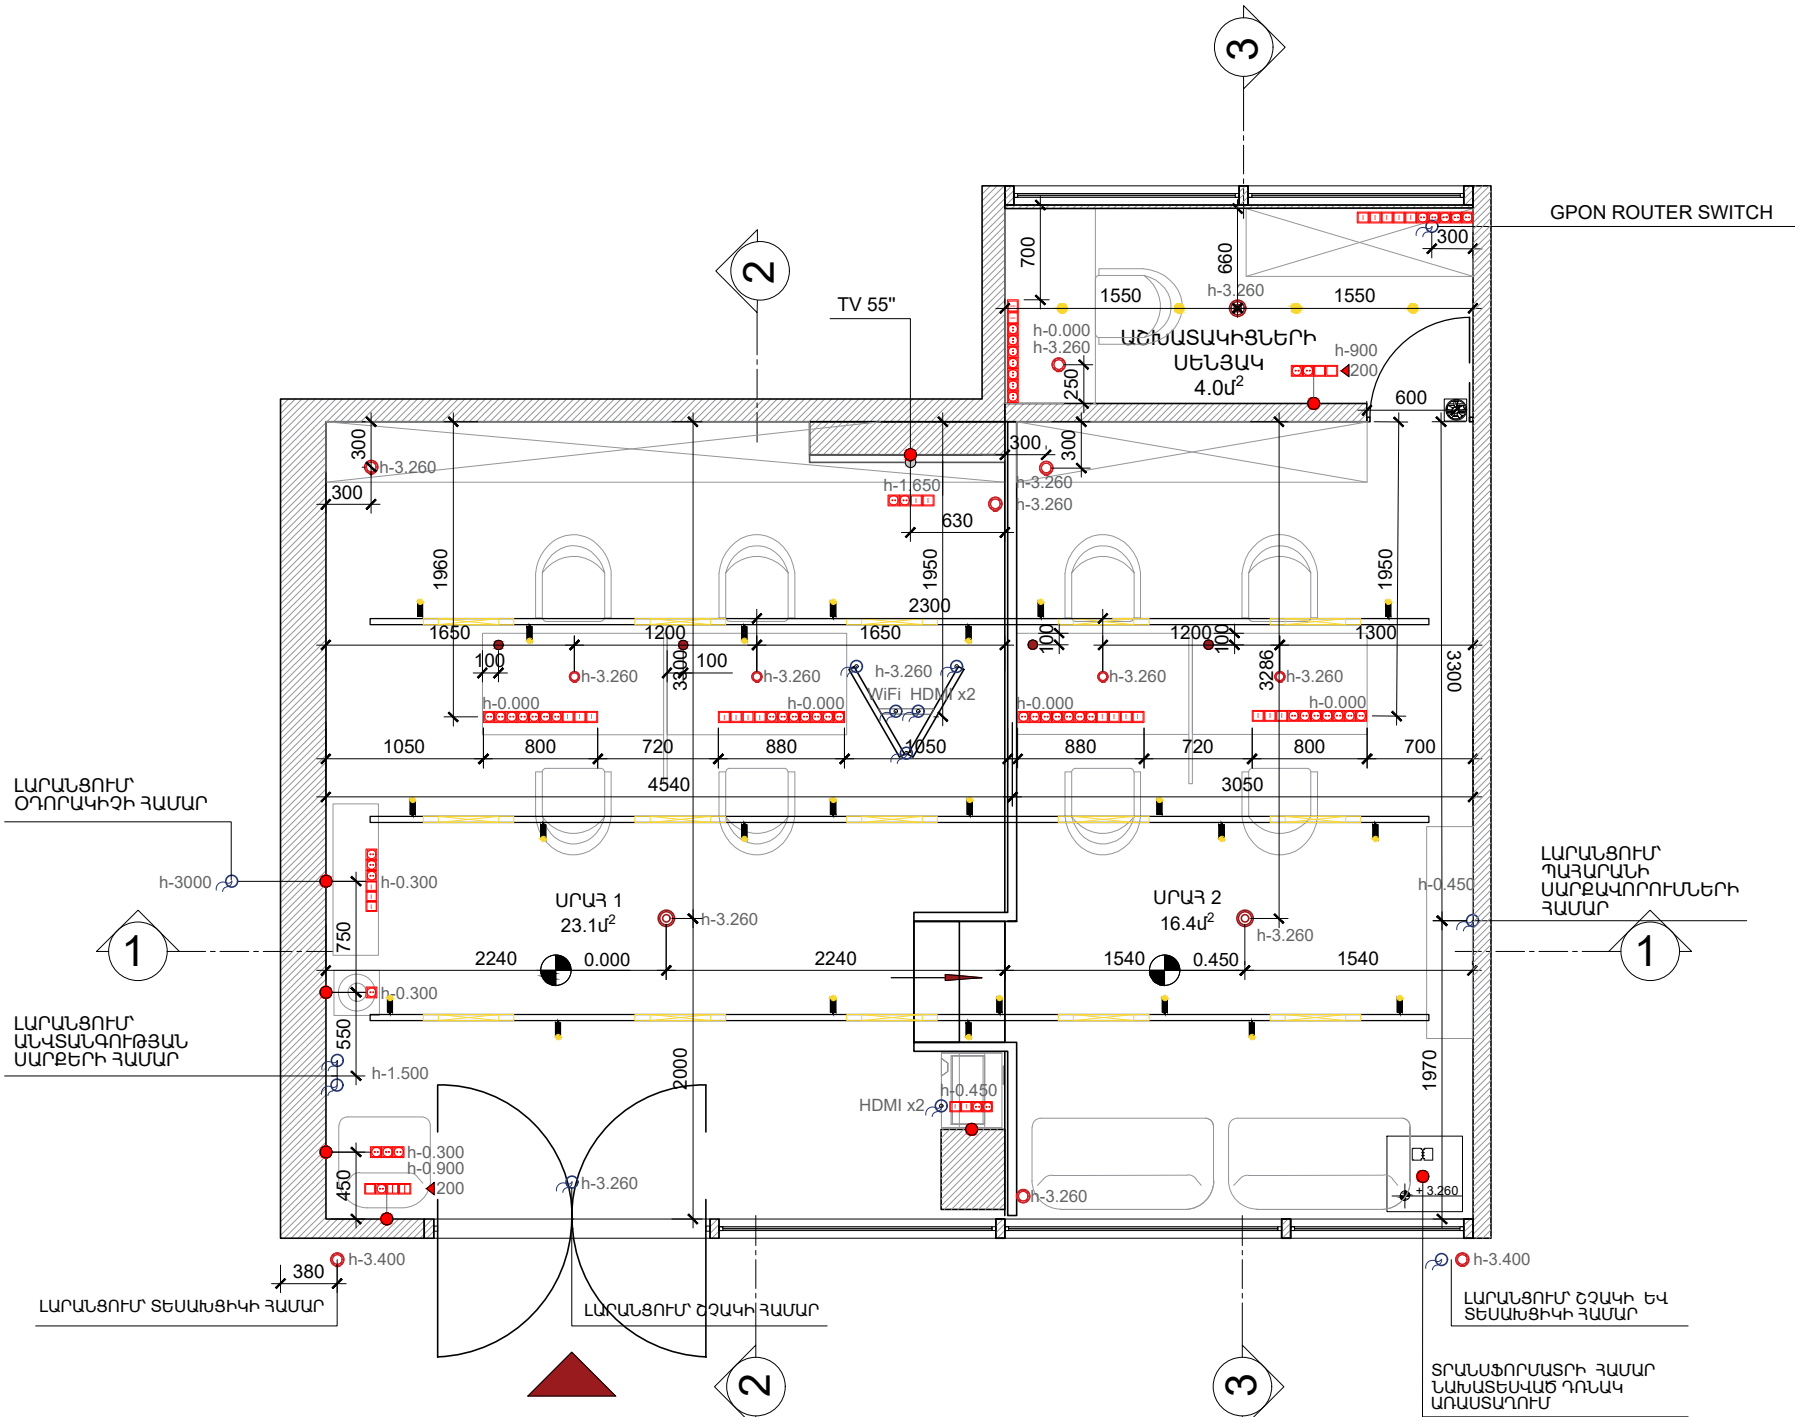 3
GPON ROUTER SWITCH
300
700
660
2
TV 55"
1550
h-3.260
1550
h-0.000
h-3.260
ԱՇԽԱՏԱԿԻՑՆԵՐԻ
ՍԵՆՅԱԿ
4.0մ²
h-900
200
250
600
300
h-3.260
300
300
300
h-3.260
h-3.260
h-1.650
630
1960
1950
1950
2300
1650
1200
1650
100
1200
100
1300
100
3300
100
h-3.260
h-3.260
h-3.260
WiFi HDMI x2
h-3.260
3286
h-3.260
3300
h-0.000
h-0.000
h-0.000
h-0.000
1050
800
720
880
1050
880
720
800
700
4540
3050
ԼԱՐԱՆՑՈՒՄ՝
ՕԴՈՐԱԿԻՉԻ ՀԱՄԱՐ
h-3000
h-0.300
ԼԱՐԱՆՑՈՒՄ՝
ՊԱՀԱՐԱՆԻ
ՍԱՐՔԱՎՈՐՈՒՄՆԵՐԻ
ՀԱՄԱՐ
h-0.450
ՍՐԱՀ 1
23.1մ²
h-3.260
ՍՐԱՀ 2
16.4մ²
h-3.260
1
750
1
2240
0.000
2240
1540
0.450
1540
h-0.300
ԼԱՐԱՆՑՈՒՄ՝
ԱՆՎՏԱՆԳՈՒԹՅԱՆ
ՍԱՐՔԵՐԻ ՀԱՄԱՐ
550
h-1.500
2000
1970
HDMI x2
h-0.450
h-0.300
h-0.900
200
450
h-3.260
h-3.260
+ 3.260
380
h-3.400
h-3.400
ԼԱՐԱՆՑՈՒՄ՝ ՏԵՍԱԽՑԻԿԻ ՀԱՄԱՐ
ԼԱՐԱՆՑՈՒՄ՝ ՇՉԱԿԻ ՀԱՄԱՐ
ԼԱՐԱՆՑՈՒՄ՝ ՇՉԱԿԻ ԵՎ
ՏԵՍԱԽՑԻԿԻ ՀԱՄԱՐ
2
3
ՏՐԱՆՍՖՈՐՄԱՏՐԻ ՀԱՄԱՐ
ՆԱԽԱՏԵՍՎԱԾ ԴՌՆԱԿ
ԱՌԱՍՏԱՂՈՒՄ